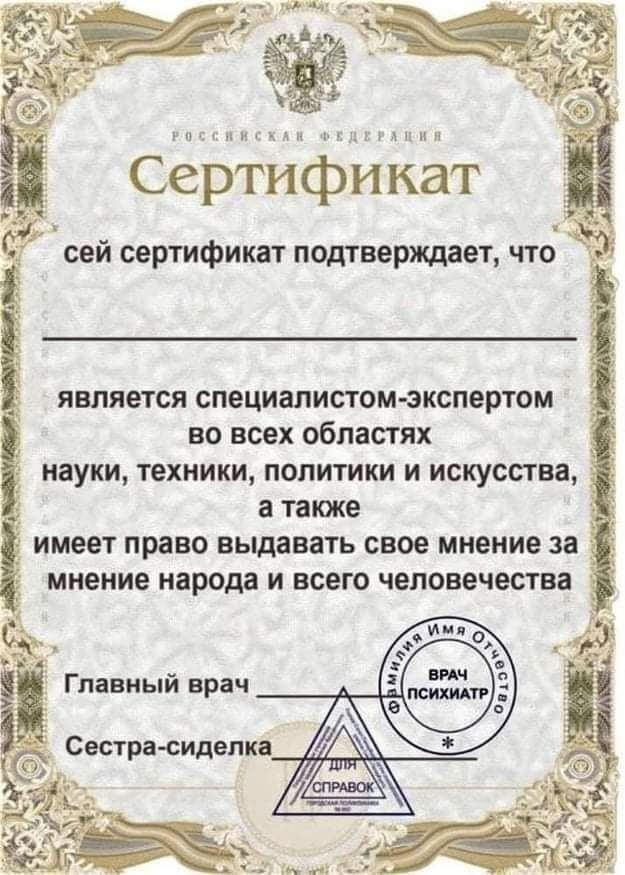 РОССИЙСКАЯ ФЕДЕРАЦИЯ
Сертификат
сей сертификат подтверждает, что
является специалистом-экспертом
во всех областях
науки, техники, политики и искусства,
а также
имеет право выдавать свое мнение за
мнение народа и всего человечества
Фамилия Имя Отчество
ВРАЧ
ПСИХИАТР
*
Главный врач
Сестра-сиделка
ДЛЯ
СПРАВОК
ГОРОДСКАЯ ПОЛИКЛИНИКА